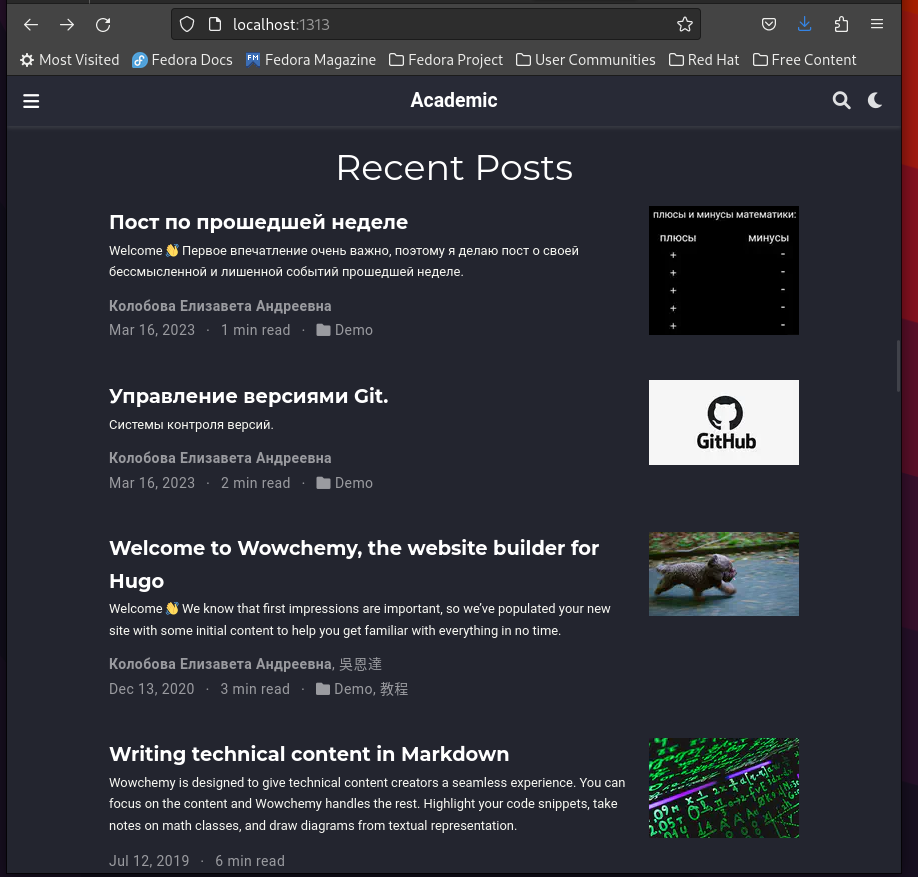 localhost:1313
Most Visited Fedora Docs Fedora Magazine Fedora Project User Communities Red Hat Free Content
Academic
Recent Posts
Пост по прошедшей неделе
Welcome 👋 Первое впечатление очень важно, поэтому я делаю пост о своей
бессмысленной и лишенной событий прошедшей неделе.
Колобова Елизавета Андреевна
Mar 16, 2023 · 1 min read · Demo
плюсы и минусы математики:
плюсы минусы
+ -
+ -
+ -
+ -
+ -
Управление версиями Git.
Системы контроля версий.
Колобова Елизавета Андреевна
Mar 16, 2023 · 2 min read · Demo
GitHub
Welcome to Wowchemy, the website builder for
Hugo
Welcome 👋 We know that first impressions are important, so we've populated your new
site with some initial content to help you get familiar with everything in no time.
Колобова Елизавета Андреевна, 吳恩達
Dec 13, 2020 · 3 min read · Demo, 教程
Writing technical content in Markdown
Wowchemy is designed to give technical content creators a seamless experience. You can
focus on the content and Wowchemy handles the rest. Highlight your code snippets, take
notes on math classes, and draw diagrams from textual representation.
Jul 12, 2019 · 6 min read